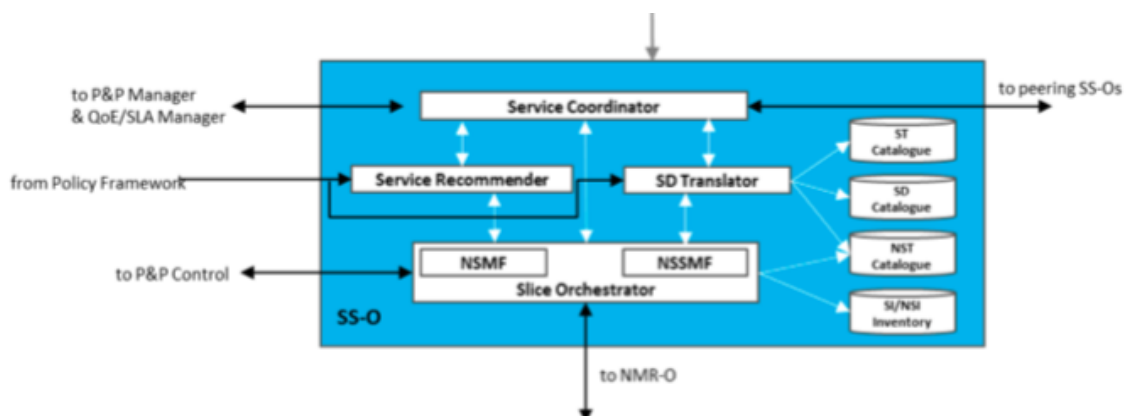 to P&P Manager
& QoE/SLA Manager
Service Coordinator
to peering SS-Os
ST
Catalogue
from Policy Framework
Service Recommender
SD Translator
SD
Catalogue
NST
Catalogue
to P&P Control
NSMF
NSSMF
Slice Orchestrator
SI/NSI
Inventory
SS-O
to NMR-O